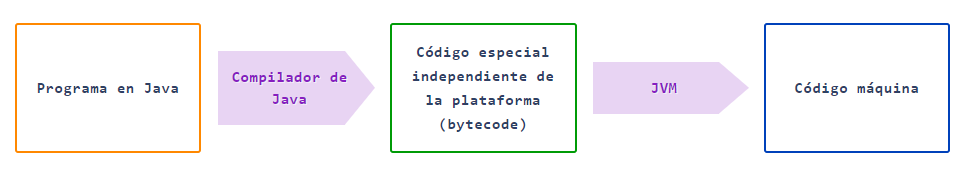 Programa en Java
Compilador de
Java
Código especial
independiente de
la plataforma
(bytecode)
JVM
Código máquina